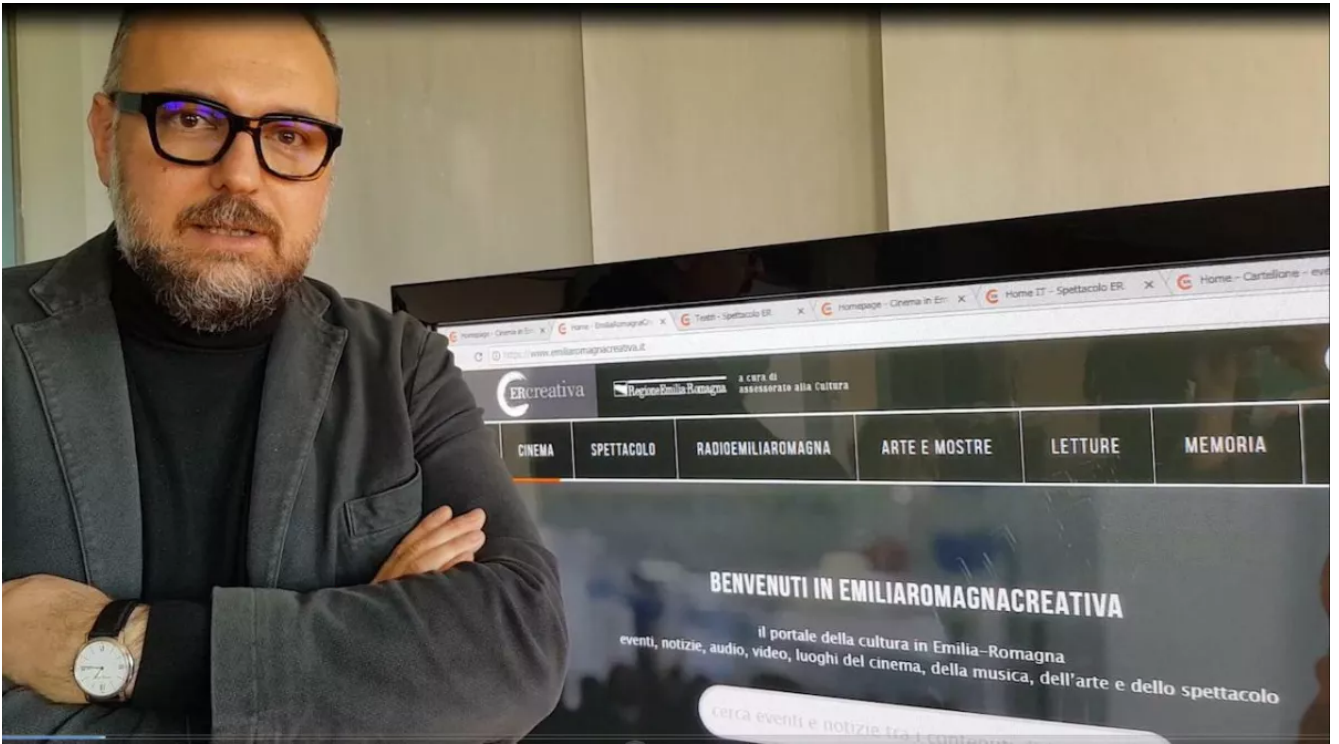 Homepage - Cinema in Em
Home - EmiliaRomagnaCr
Teatri - Spettacolo ER
Homepage - Cinema in Em
Home IT - Spettacolo ER
Home - Cartellone - eve
https://www.emiliaromagnacreativa.it
ERcreativa
RegioneEmilia-Romagna
a cura di
assessorato alla Cultura
CINEMA
SPETTACOLO
RADIOEMILIAROMAGNA
ARTE E MOSTRE
LETTURE
MEMORIA
BENVENUTI IN EMILIAROMAGNACREATIVA
il portale della cultura in Emilia-Romagna
eventi, notizie, audio, video, luoghi del cinema, della musica, dell'arte e dello spettacolo
cerca eventi e notizie tra i contenuti